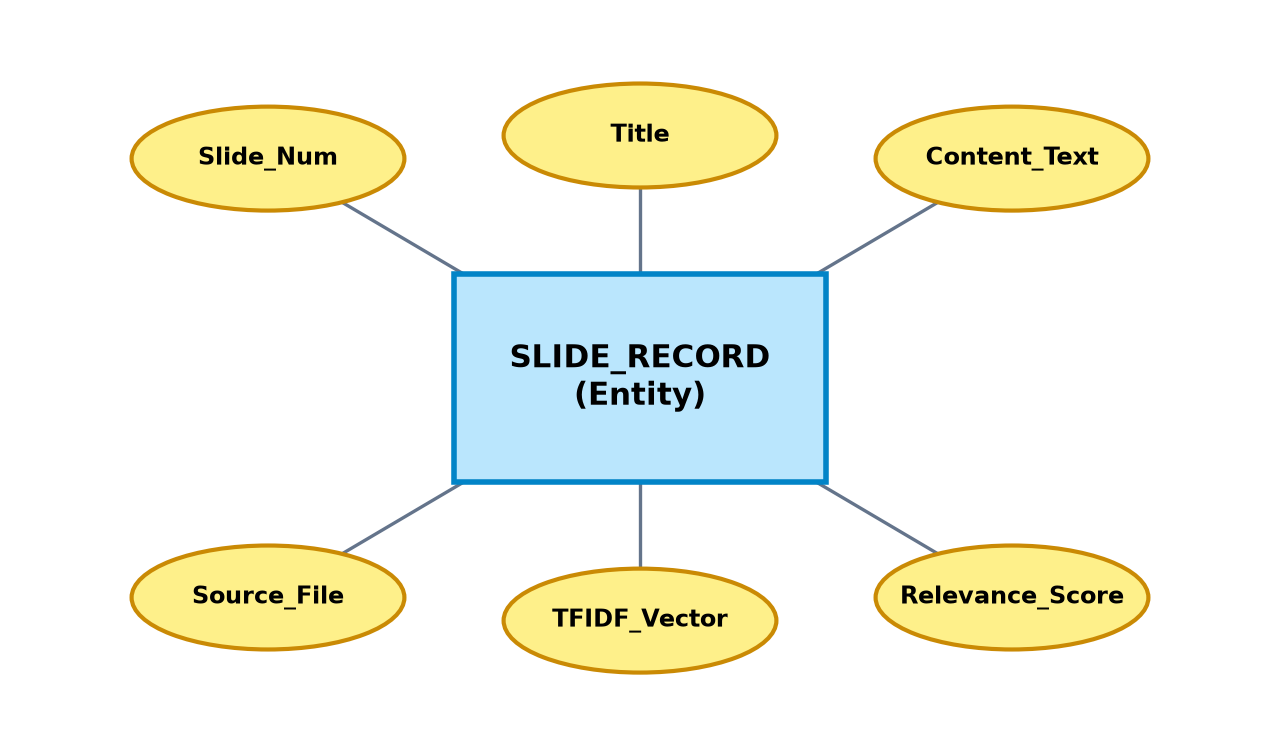 Title
Slide_Num
Content_Text
SLIDE_RECORD
(Entity)
Source_File
TFIDF_Vector
Relevance_Score